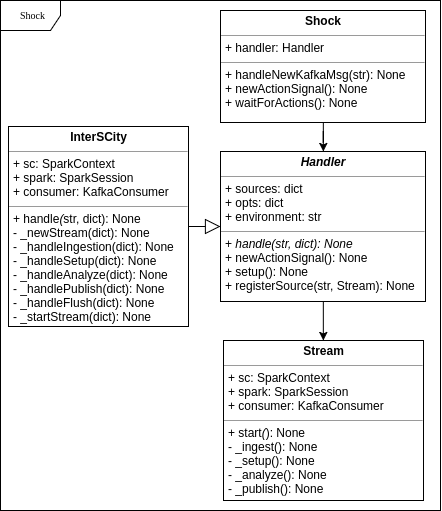 Shock
Shock
+ handler: Handler
+ handleNewKafkaMsg(str): None
+ newActionSignal(): None
+ waitForActions(): None
InterSCity
+ sc: SparkContext
+ spark: SparkSession
+ consumer: KafkaConsumer
+ handle(str, dict): None
- _newStream(dict): None
- _handleIngestion(dict): None
- _handleSetup(dict): None
- _handleAnalyze(dict): None
- _handlePublish(dict): None
- _handleFlush(dict): None
- _startStream(dict): None
Handler
+ sources: dict
+ opts: dict
+ environment: str
+ handle(str, dict): None
+ newActionSignal(): None
+ setup(): None
+ registerSource(str, Stream): None
Stream
+ sc: SparkContext
+ spark: SparkSession
+ consumer: KafkaConsumer
+ start(): None
- _ingest(): None
- _setup(): None
- _analyze(): None
- _publish(): None